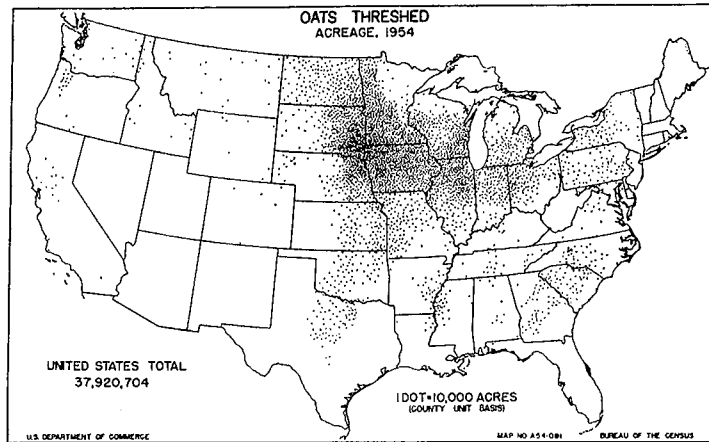 OATS THRESHED
ACREAGE, 1954
UNITED STATES TOTAL
37,920,704
1 DOT=10,000 ACRES
(COUNTY UNIT BASIS)
U.S. DEPARTMENT OF COMMERCE
MAP NO A54-081
BUREAU OF THE CENSUS